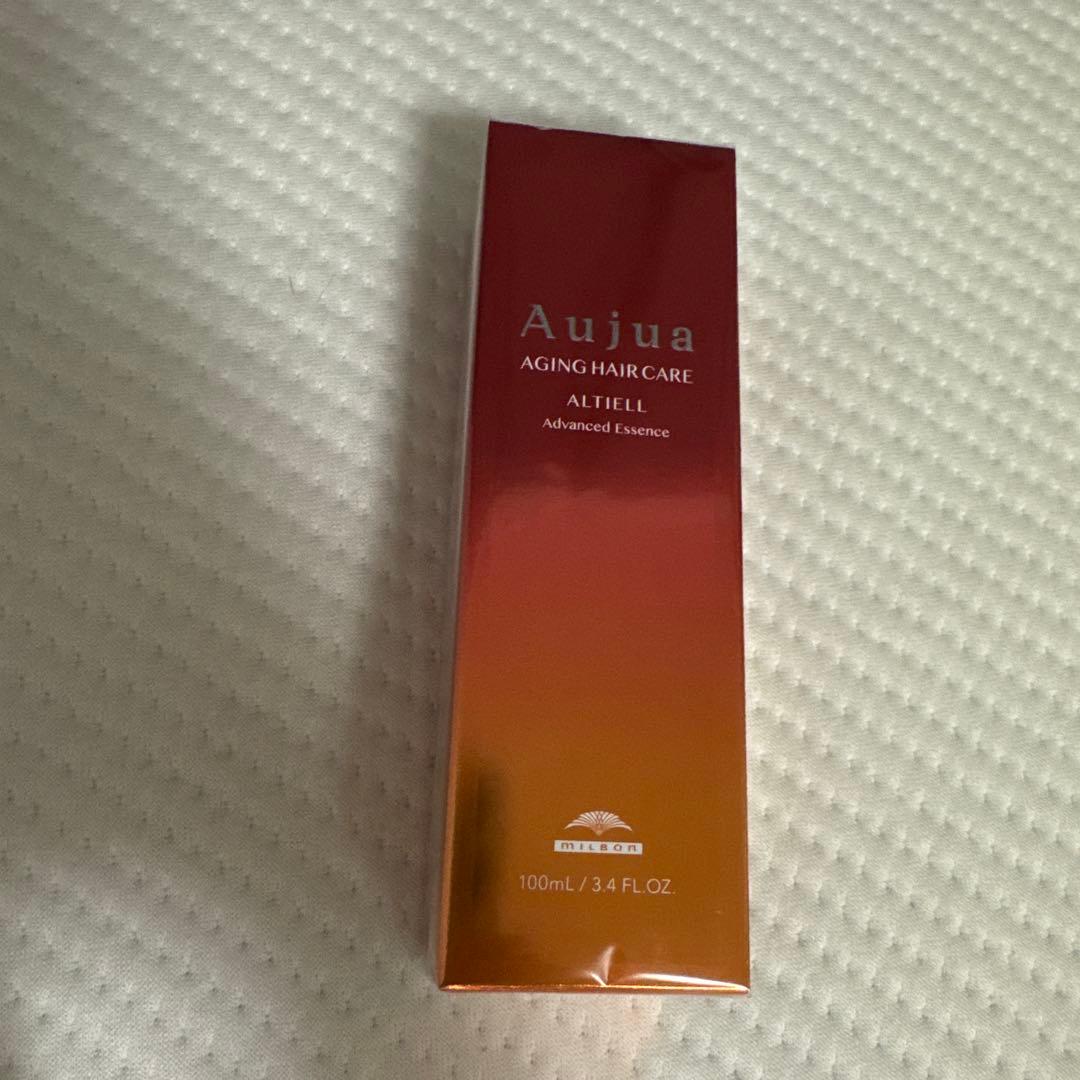 Aujua
AGING HAIR CARE
ALTIELL
Advanced Essence
MILBON
100mL / 3.4 FL.OZ.